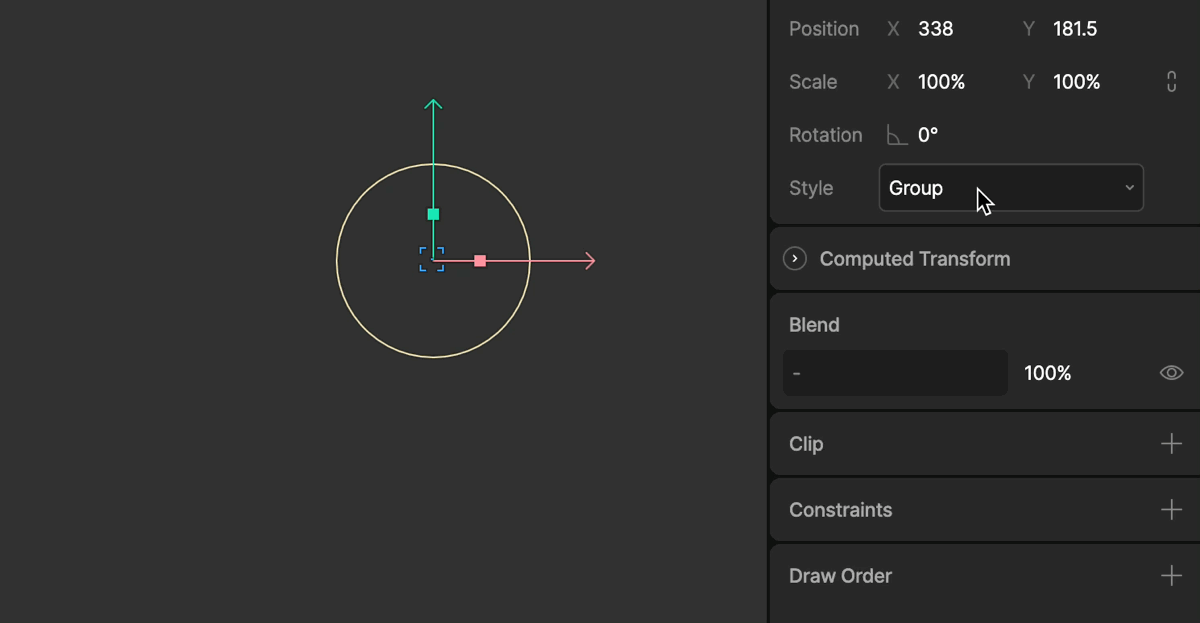 Position X 338 Y 181.5
Scale X 100% Y 100%
Rotation 0°
Style Group
Computed Transform
Blend
- 100%
Clip
Constraints
Draw Order